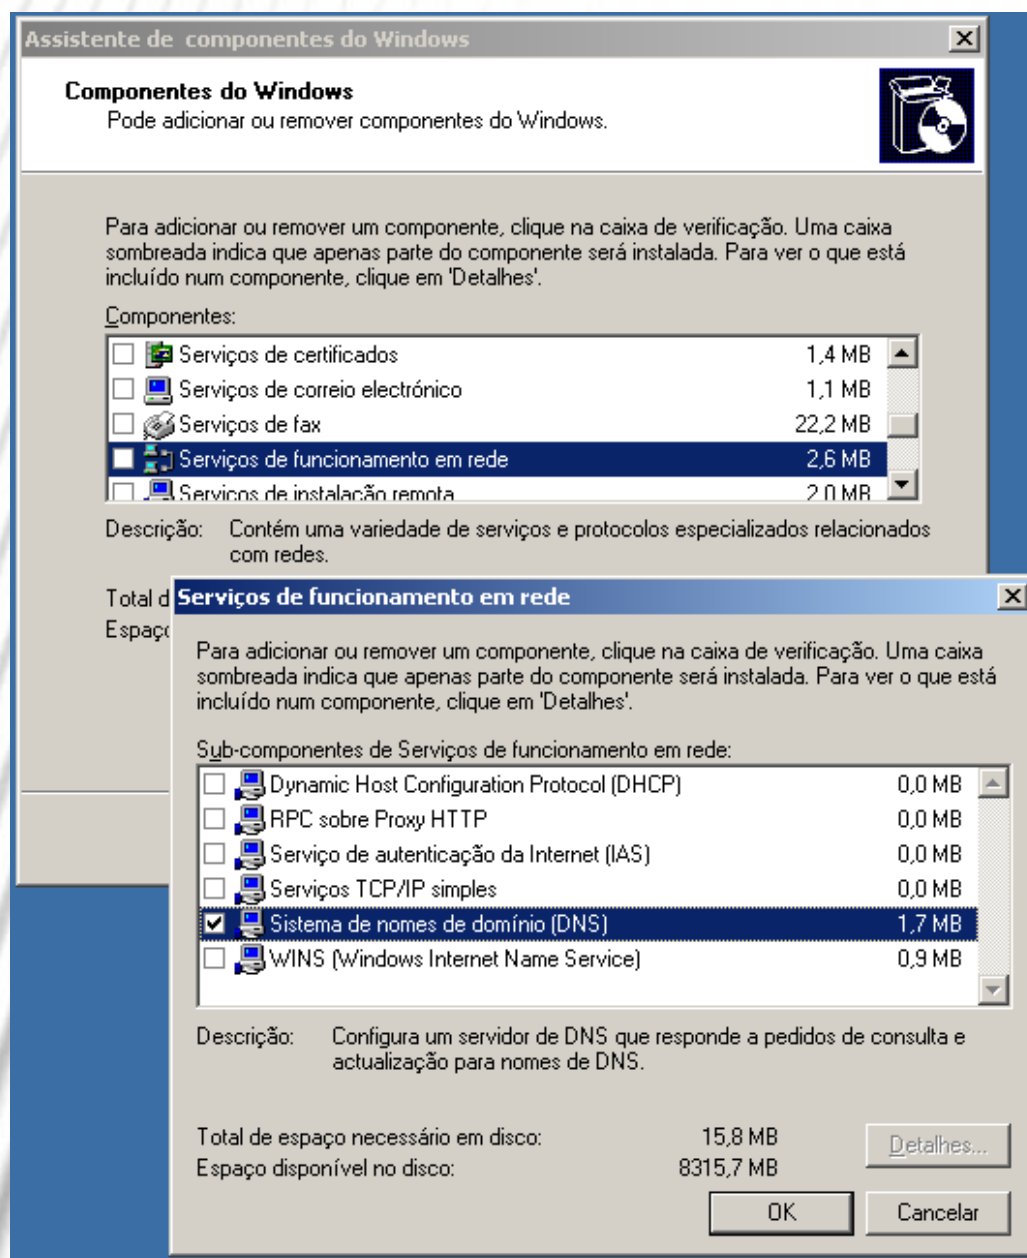 Assistente de componentes do Windows
Componentes do Windows
Pode adicionar ou remover componentes do Windows.
Para adicionar ou remover um componente, clique na caixa de verificação. Uma caixa
sombreada indica que apenas parte do componente será instalada. Para ver o que está
incluído num componente, clique em 'Detalhes'.
Componentes:
Serviços de certificados 1,4 MB
Serviços de correio electrónico 1,1 MB
Serviços de fax 22,2 MB
Serviços de funcionamento em rede 2,6 MB
Serviços de instalação remota 2,0 MB
Descrição: Contém uma variedade de serviços e protocolos especializados relacionados
com redes.
Total d
Espaço
Serviços de funcionamento em rede
Para adicionar ou remover um componente, clique na caixa de verificação. Uma caixa
sombreada indica que apenas parte do componente será instalada. Para ver o que está
incluído num componente, clique em 'Detalhes'.
Sub-componentes de Serviços de funcionamento em rede:
Dynamic Host Configuration Protocol (DHCP) 0,0 MB
RPC sobre Proxy HTTP 0,0 MB
Serviço de autenticação da Internet (IAS) 0,0 MB
Serviços TCP/IP simples 0,0 MB
Sistema de nomes de domínio (DNS) 1,7 MB
WINS (Windows Internet Name Service) 0,9 MB
Descrição: Configura um servidor de DNS que responde a pedidos de consulta e
actualização para nomes de DNS.
Total de espaço necessário em disco: 15,8 MB
Espaço disponível no disco: 8315,7 MB
Detalhes...
OK Cancelar